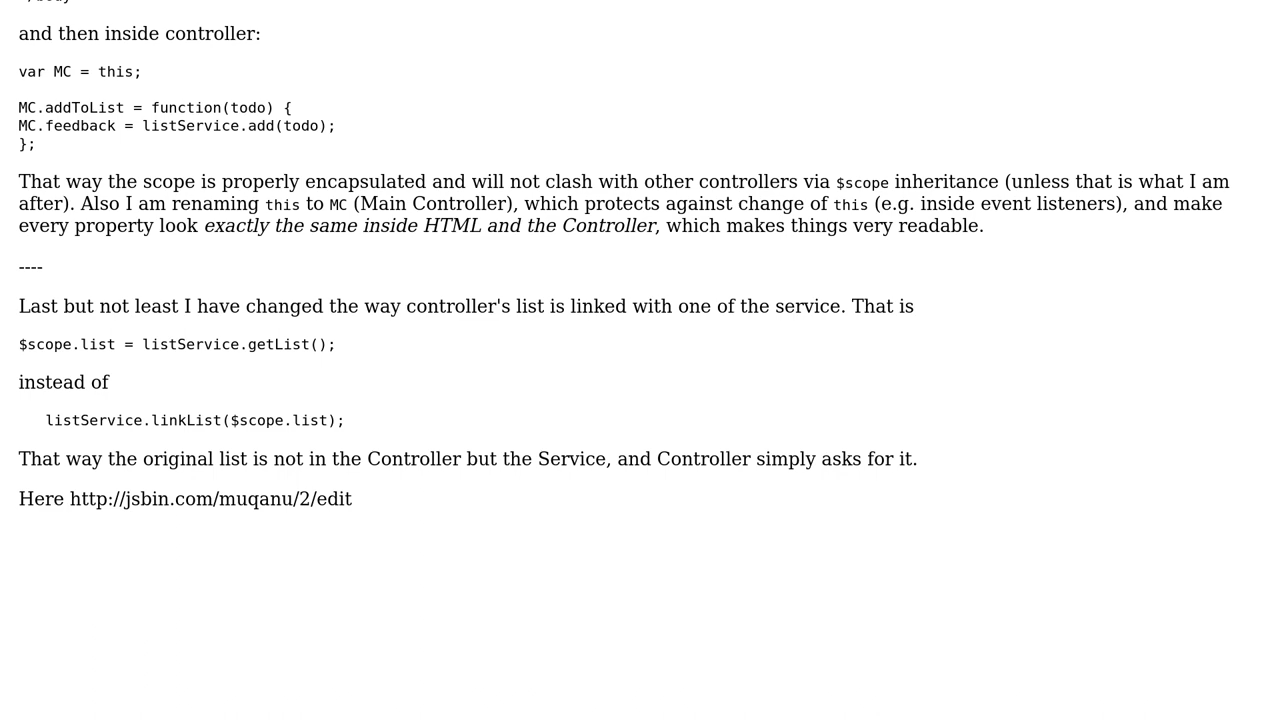 and then inside controller:
var MC = this;
MC.addToList = function(todo) {
MC.feedback = listService.add(todo);
};
That way the scope is properly encapsulated and will not clash with other controllers via $scope inheritance (unless that is what I am
after). Also I am renaming this to MC (Main Controller), which protects against change of this (e.g. inside event listeners), and make
every property look exactly the same inside HTML and the Controller, which makes things very readable.
----
Last but not least I have changed the way controller's list is linked with one of the service. That is
$scope.list = listService.getList();
instead of
listService.linkList($scope.list);
That way the original list is not in the Controller but the Service, and Controller simply asks for it.
Here http://jsbin.com/muqanu/2/edit